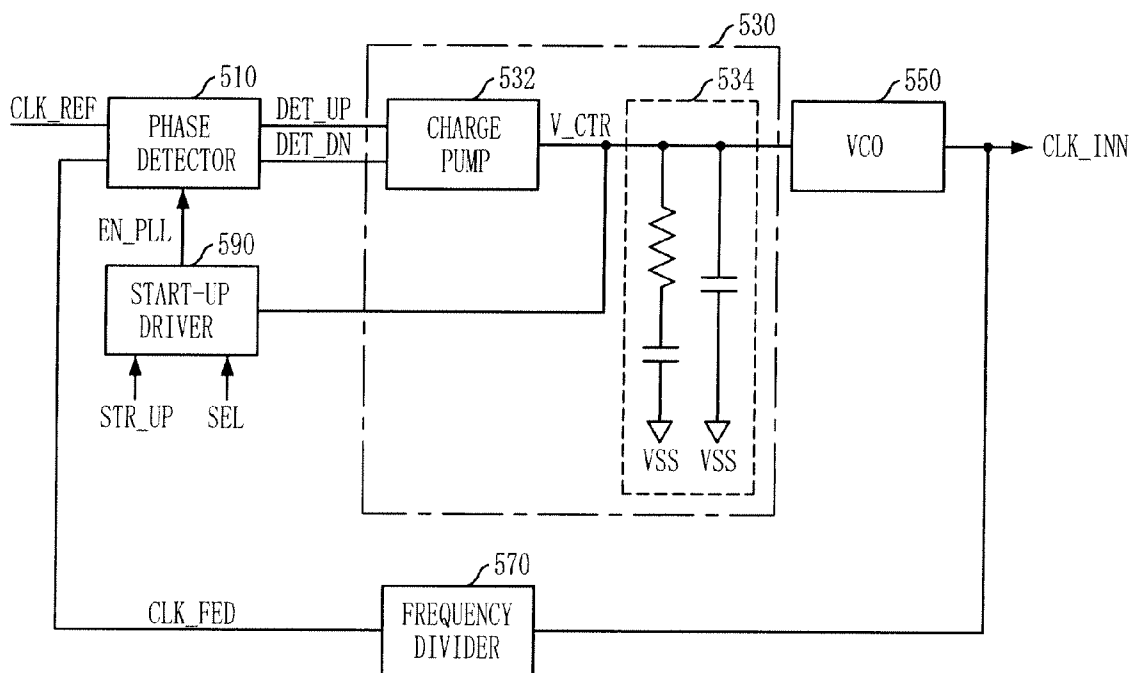 530
510
532
534
550
CLK_REF
PHASE
DETECTOR
DET_UP
DET_DN
CHARGE
PUMP
V_CTR
VCO
CLK_INN
EN_PLL
590
START-UP
DRIVER
STR_UP
SEL
VSS
VSS
570
CLK_FED
FREQUENCY
DIVIDER